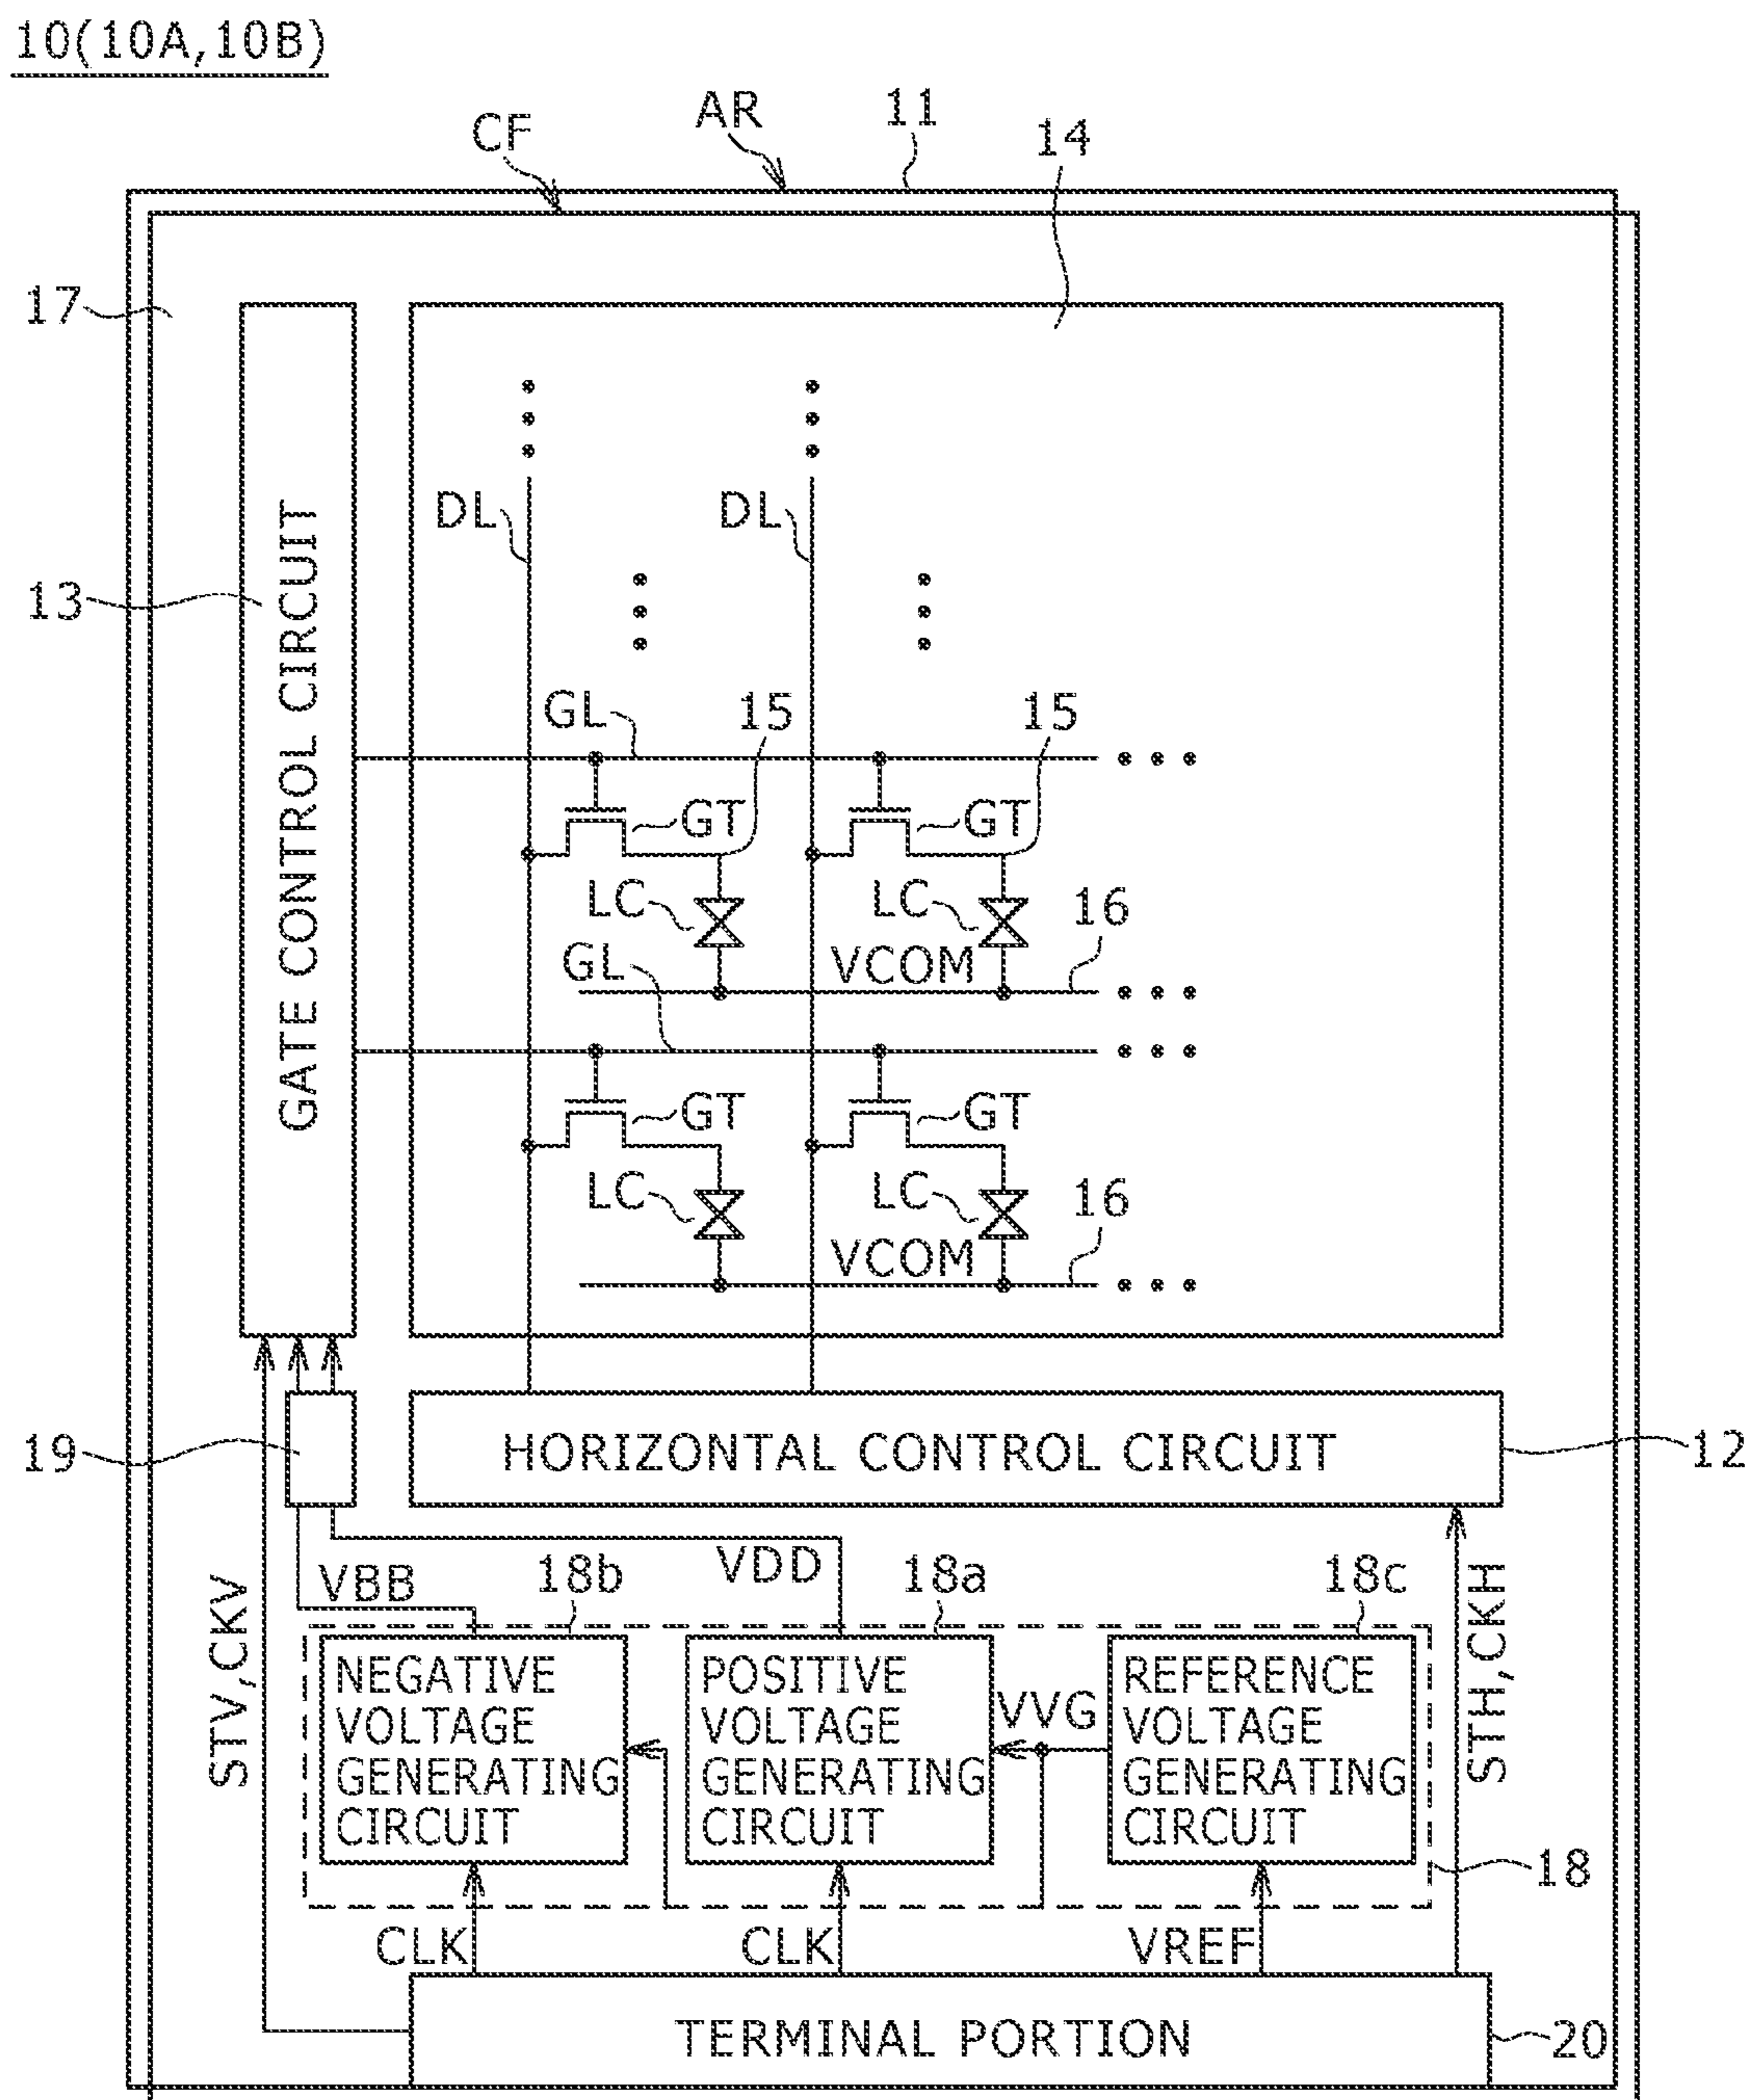 10(10A,10B)
CF
AR
11
14
17
13
GATE CONTROL CIRCUIT
DL
DL
GL
15
15
GT
GT
LC
LC
16
GL
VCOM
GT
GT
LC
LC
16
VCOM
19
HORIZONTAL CONTROL CIRCUIT
12
STV,CKV
VBB
18b
VDD
18a
18c
STH,CKH
NEGATIVE
VOLTAGE
GENERATING
CIRCUIT
POSITIVE
VOLTAGE
GENERATING
CIRCUIT
VVG
REFERENCE
VOLTAGE
GENERATING
CIRCUIT
18
CLK
CLK
VREF
TERMINAL PORTION
20